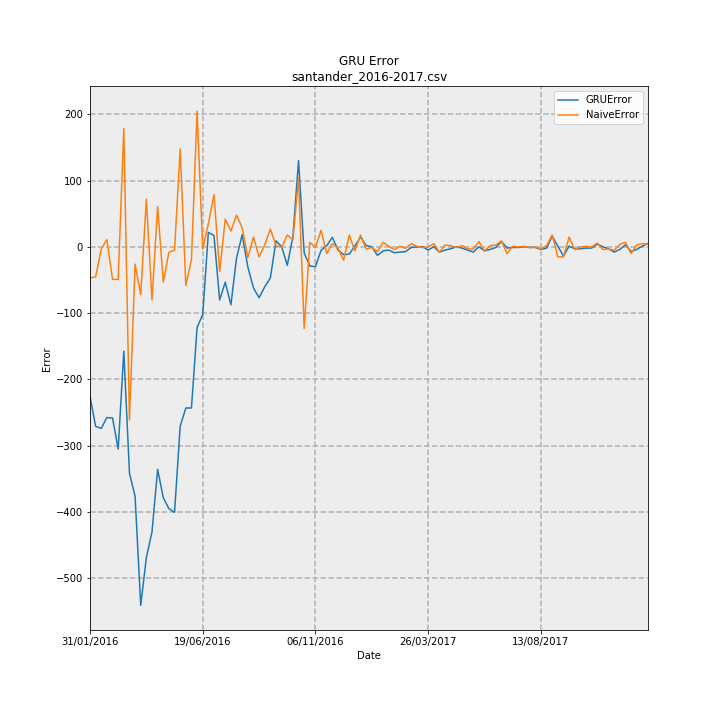 GRU Error
santander_2016-2017.csv
GRUError
NaiveError
200
100
0
−100
−200
−300
−400
−500
Error
31/01/2016
19/06/2016
06/11/2016
26/03/2017
13/08/2017
Date